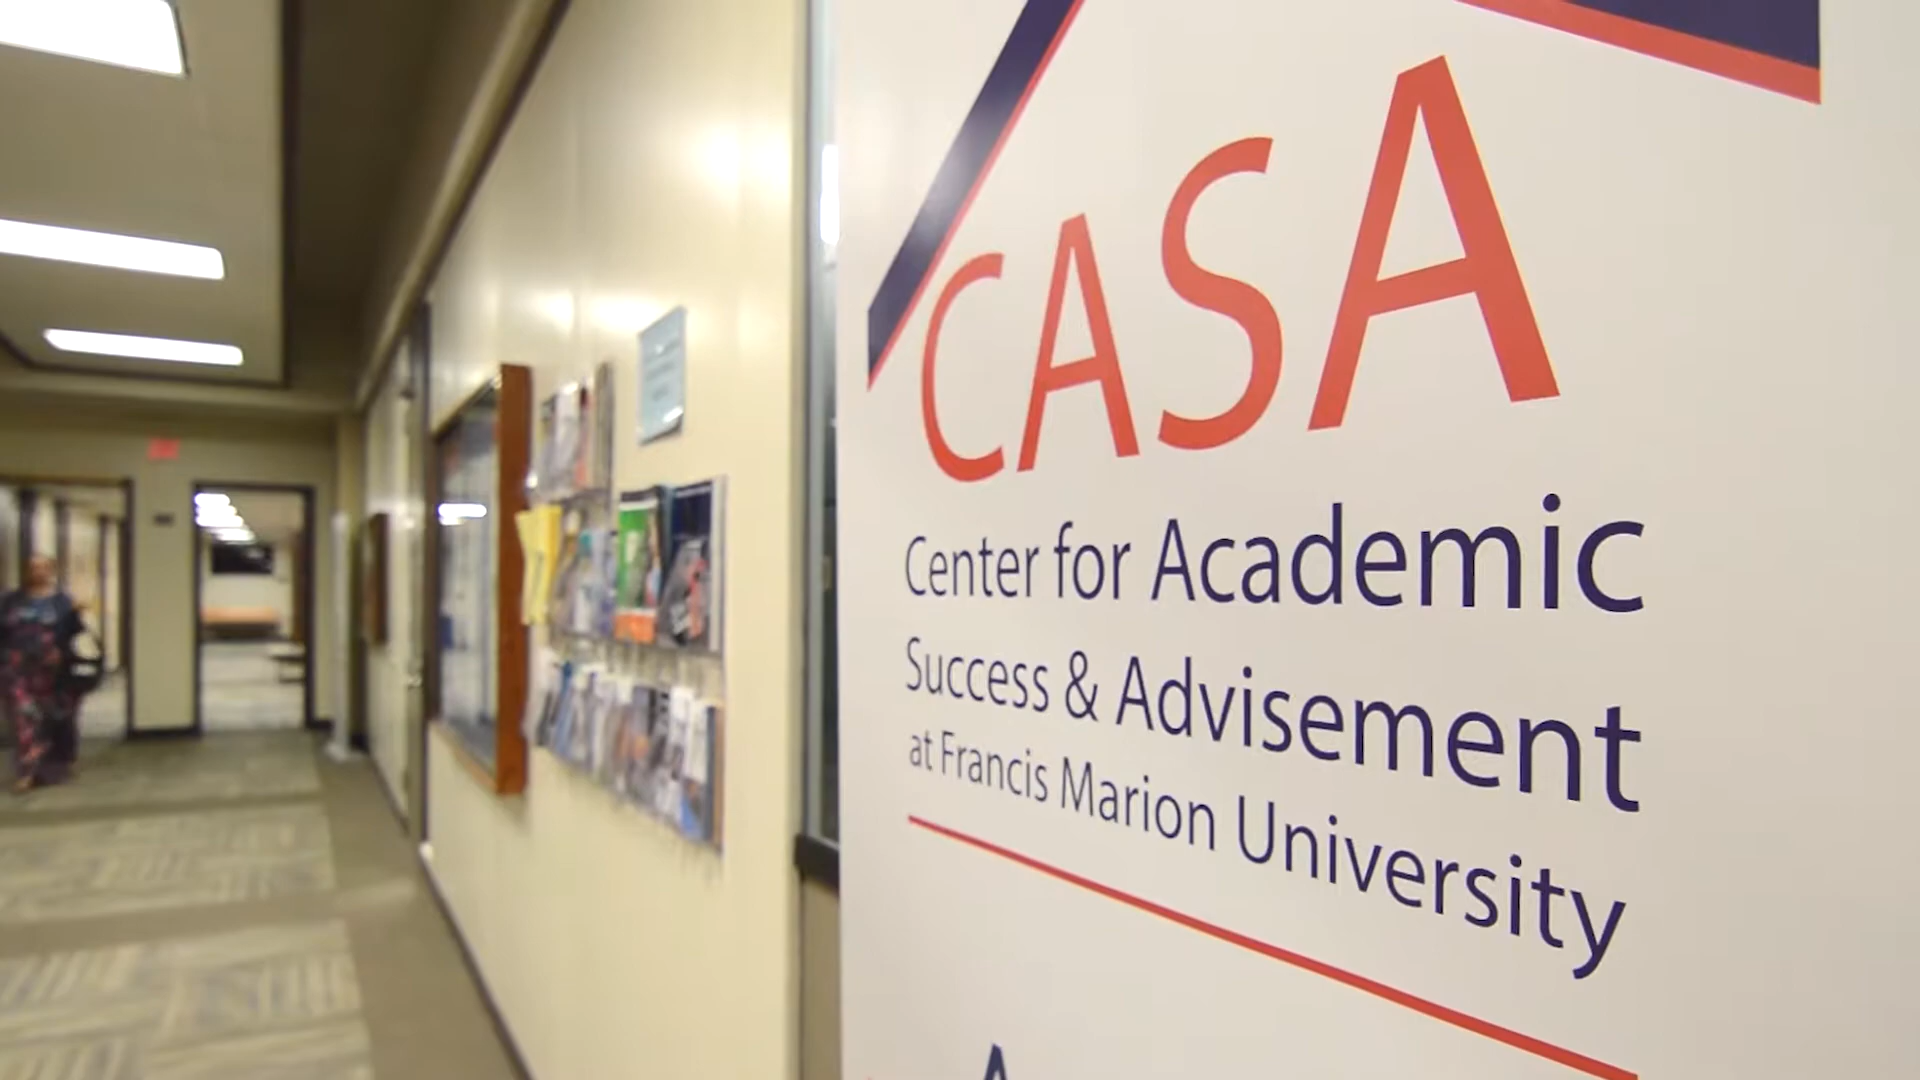 CASA
Center for Academic
Success & Advisement
at Francis Marion University